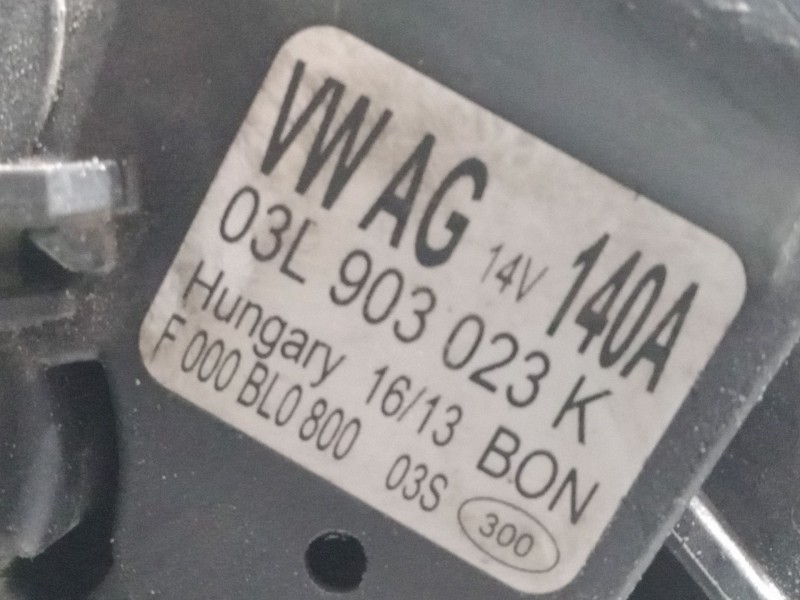 VW AG 14V 140A
03L 903 023 K
Hungary 16/13 BON
F 000 BL0 800 03S 300